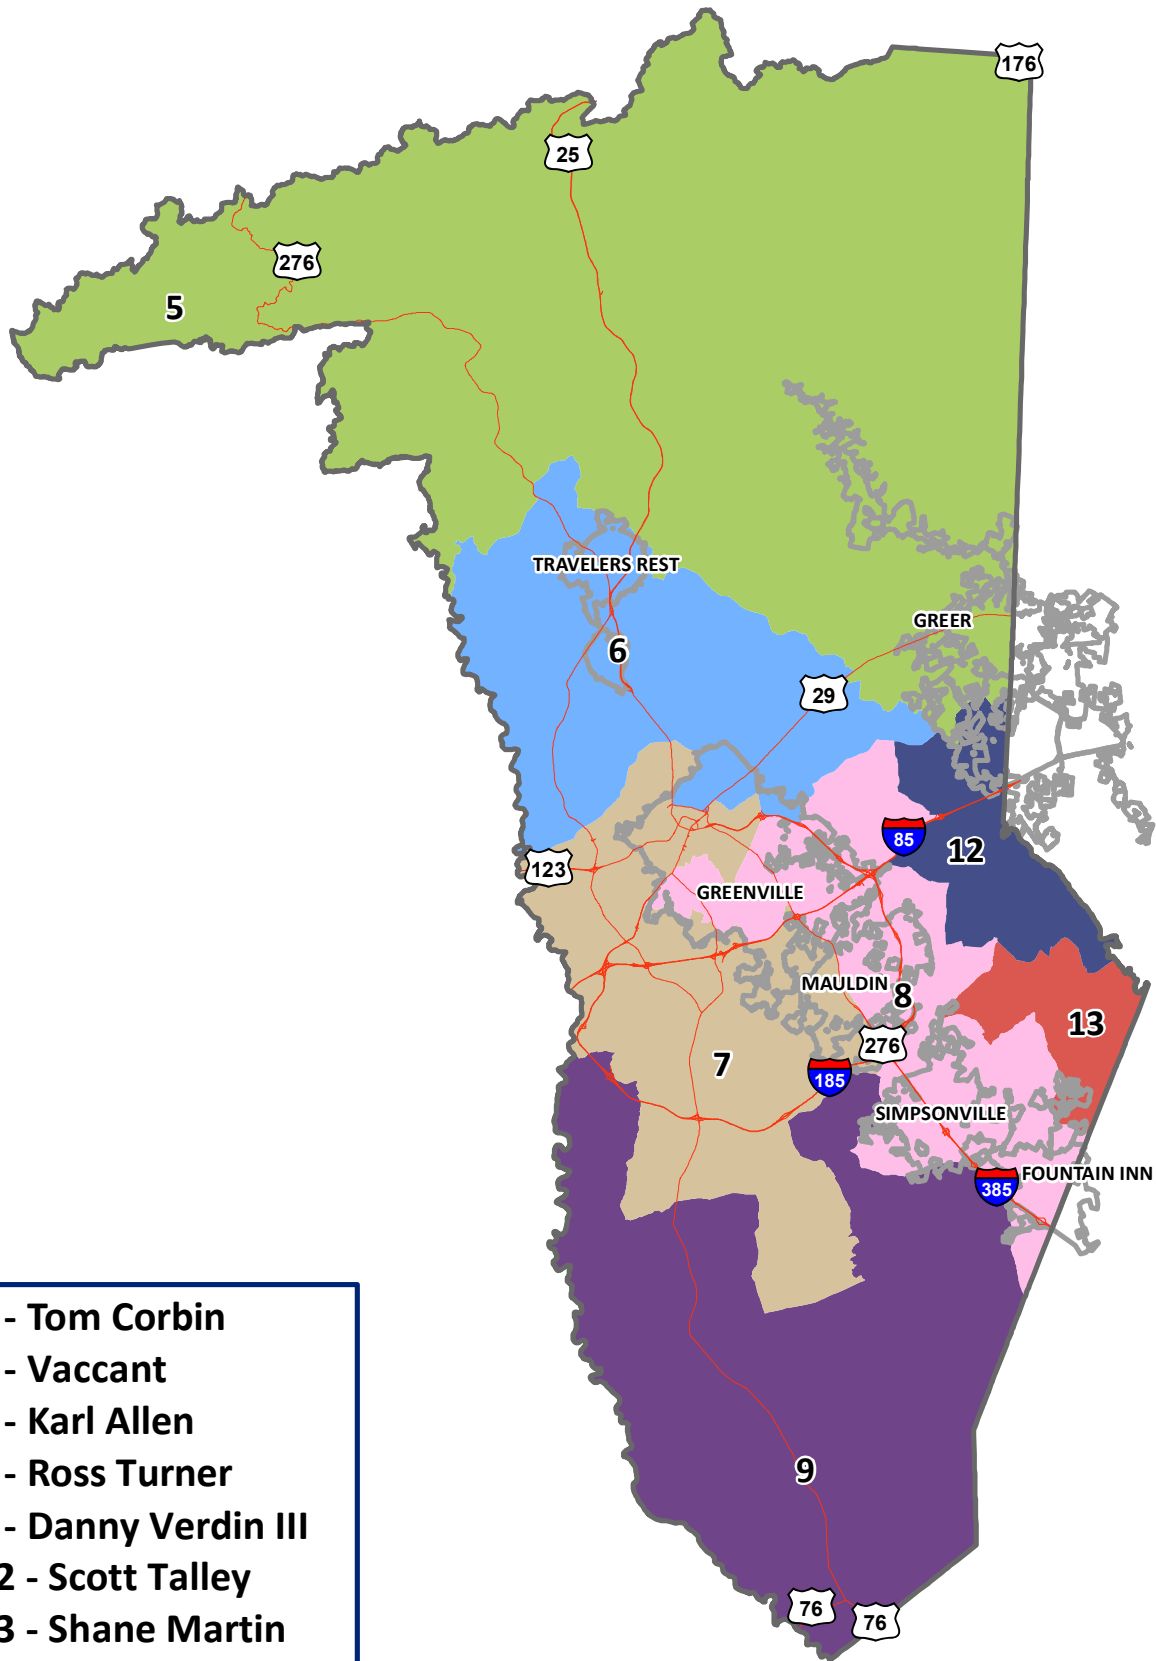 176
25
276
5
TRAVELERS REST
GREER
6
29
85
12
123
GREENVILLE
MAULDIN
8
13
276
7
185
SIMPSONVILLE
FOUNTAIN INN
385
- Tom Corbin
- Vaccant
- Karl Allen
- Ross Turner
- Danny Verdin III
2 - Scott Talley
3 - Shane Martin
9
76
76